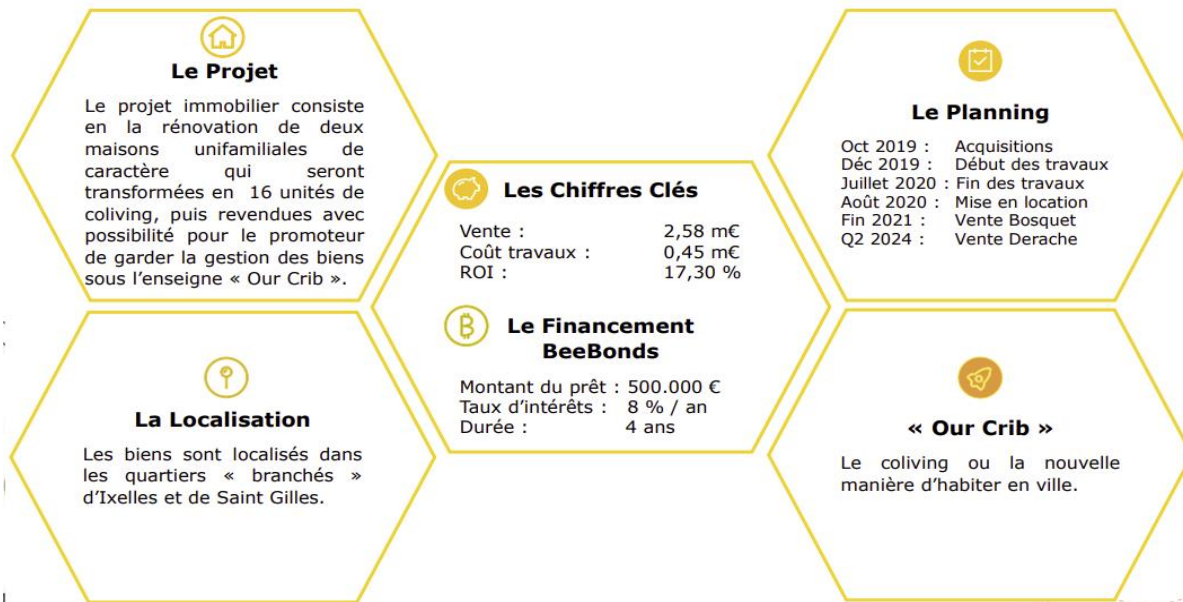 Le Projet
Le projet immobilier consiste
en la rénovation de deux
maisons unifamiliales de
caractère qui seront
transformées en 16 unités de
coliving, puis revendues avec
possibilité pour le promoteur
de garder la gestion des biens
sous l'enseigne « Our Crib ».
La Localisation
Les biens sont localisés dans
les quartiers « branchés »
d'Ixelles et de Saint Gilles.
Les Chiffres Clés
Vente : 2,58 m€
Coût travaux : 0,45 m€
ROI : 17,30 %
Le Financement
BeeBonds
Montant du prêt : 500.000 €
Taux d'intérêts : 8 % / an
Durée : 4 ans
Le Planning
Oct 2019 : Acquisitions
Déc 2019 : Début des travaux
Juillet 2020 : Fin des travaux
Août 2020 : Mise en location
Fin 2021 : Vente Bosquet
Q2 2024 : Vente Derache
« Our Crib »
Le coliving ou la nouvelle
manière d'habiter en ville.